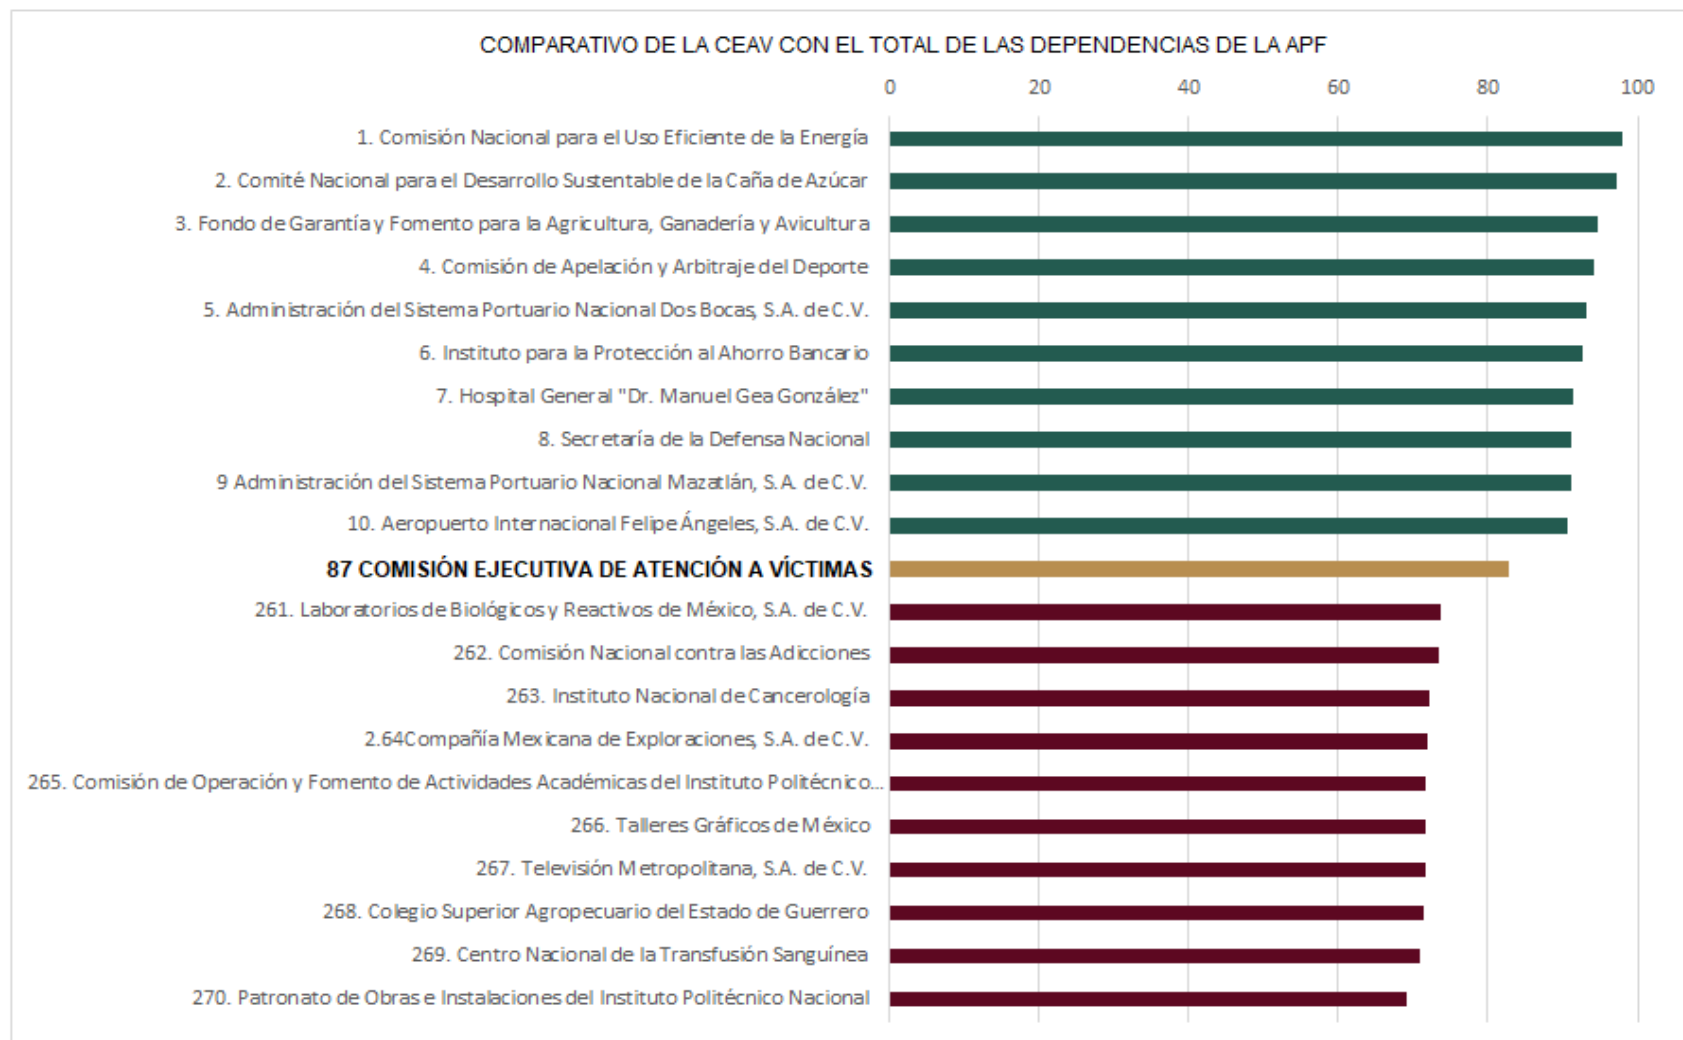 COMPARATIVO DE LA CEAV CON EL TOTAL DE LAS DEPENDENCIAS DE LA APF
0 20 40 60 80 100
1. Comisión Nacional para el Uso Eficiente de la Energía
2. Comité Nacional para el Desarrollo Sustentable de la Caña de Azúcar
3. Fondo de Garantía y Fomento para la Agricultura, Ganadería y Avicultura
4. Comisión de Apelación y Arbitraje del Deporte
5. Administración del Sistema Portuario Nacional Dos Bocas, S.A. de C.V.
6. Instituto para la Protección al Ahorro Bancario
7. Hospital General "Dr. Manuel Gea González"
8. Secretaría de la Defensa Nacional
9 Administración del Sistema Portuario Nacional Mazatlán, S.A. de C.V.
10. Aeropuerto Internacional Felipe Ángeles, S.A. de C.V.
87 COMISIÓN EJECUTIVA DE ATENCIÓN A VÍCTIMAS
261. Laboratorios de Biológicos y Reactivos de México, S.A. de C.V.
262. Comisión Nacional contra las Adicciones
263. Instituto Nacional de Cancerología
2.64Compañía Mexicana de Exploraciones, S.A. de C.V.
265. Comisión de Operación y Fomento de Actividades Académicas del Instituto Politécnico...
266. Talleres Gráficos de México
267. Televisión Metropolitana, S.A. de C.V.
268. Colegio Superior Agropecuario del Estado de Guerrero
269. Centro Nacional de la Transfusión Sanguínea
270. Patronato de Obras e Instalaciones del Instituto Politécnico Nacional